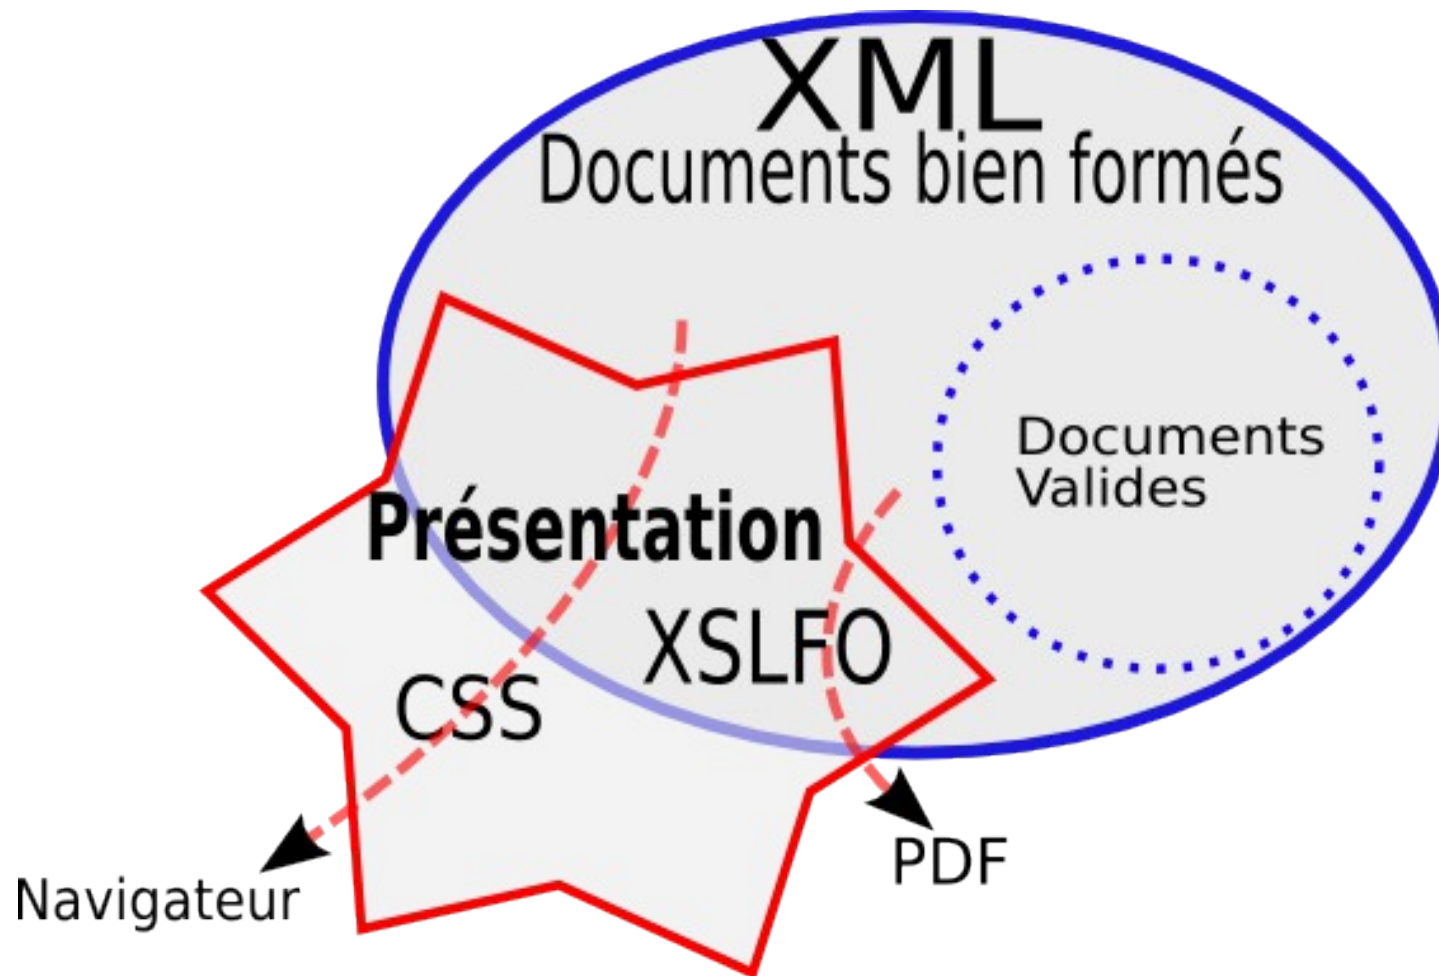 XML
Documents bien formés
Documents
Valides
Présentation
XSLFO
CSS
PDF
Navigateur